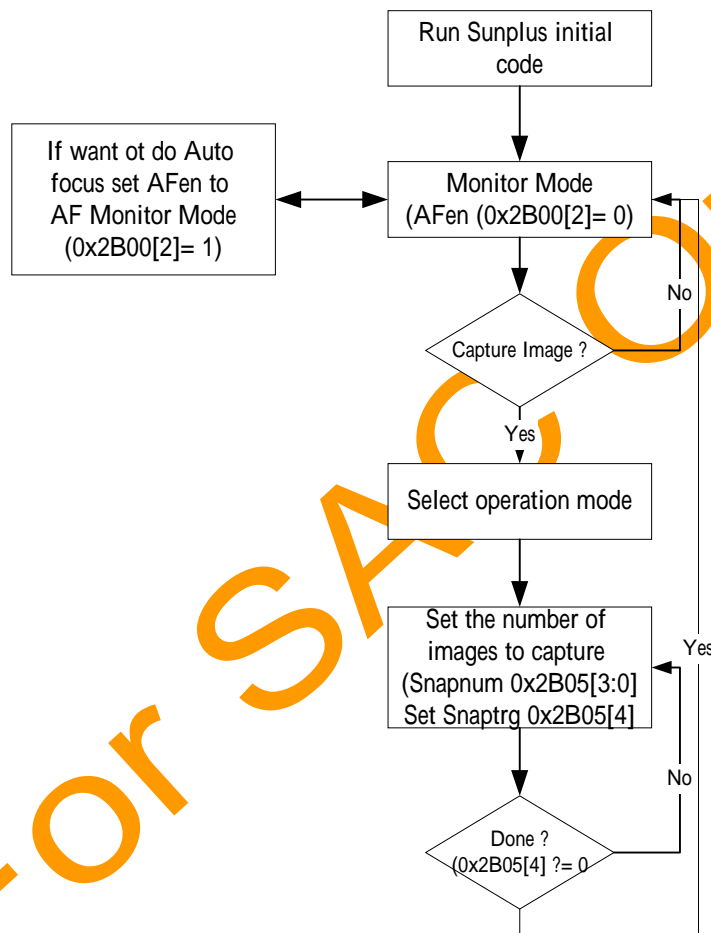 Run Sunplus initial
code
If want ot do Auto
focus set AFen to
AF Monitor Mode
(0x2B00[2]= 1)
Monitor Mode
(AFen (0x2B00[2]= 0)
No
Capture Image ?
Yes
Select operation mode
Set the number of
images to capture
(Snapnum 0x2B05[3:0]
Set Snaptrg 0x2B05[4]
Yes
No
Done ?
(0x2B05[4] ?= 0
For SAC